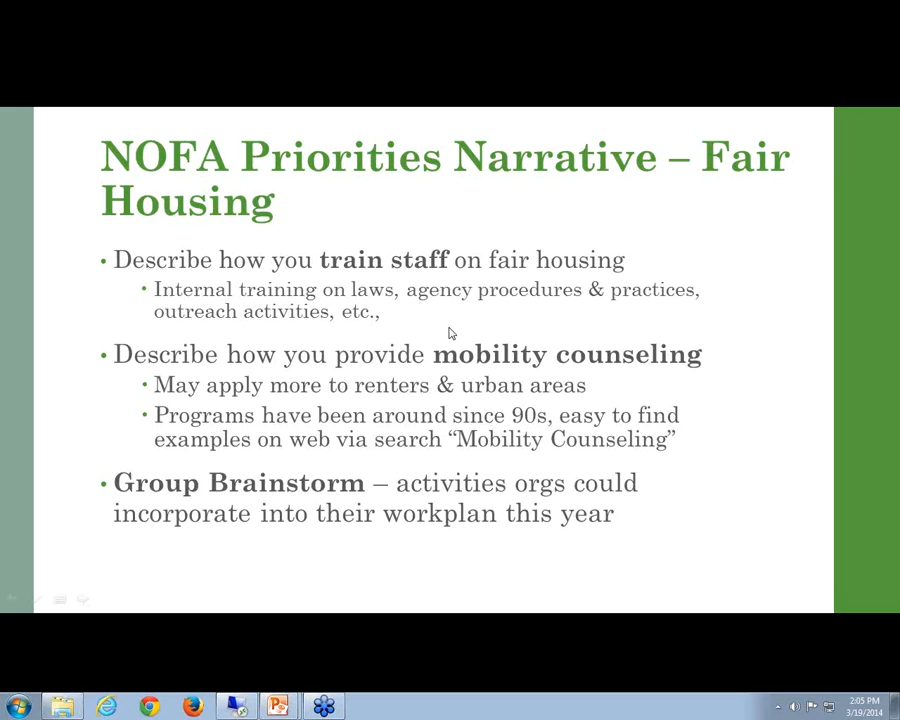 NOFA Priorities Narrative – Fair
Housing
• Describe how you train staff on fair housing
• Internal training on laws, agency procedures & practices,
outreach activities, etc.,
• Describe how you provide mobility counseling
• May apply more to renters & urban areas
• Programs have been around since 90s, easy to find
examples on web via search “Mobility Counseling”
• Group Brainstorm – activities orgs could
incorporate into their workplan this year
2:05 PM
3/19/2014